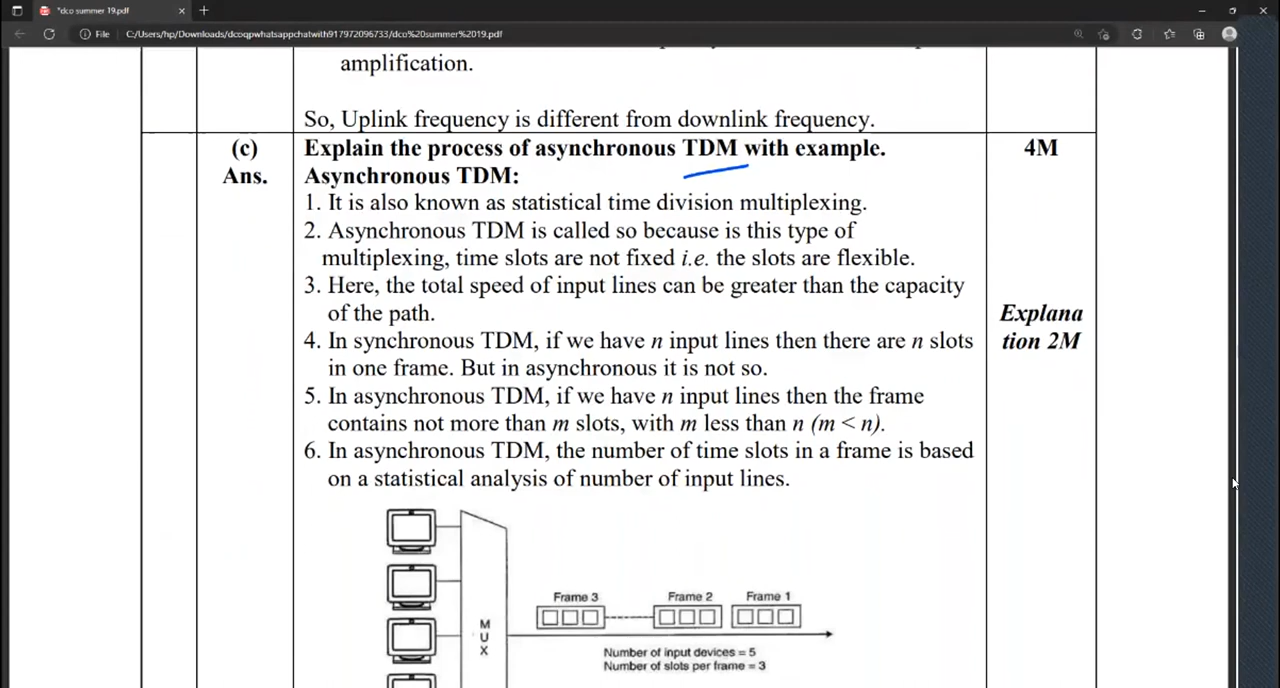 *dco summer 19.pdf
File C:/Users/hp/Downloads/dcoqpwhatsappchatwith917972096733/dco%20summer%2019.pdf
amplification.
So, Uplink frequency is different from downlink frequency.
(c) Explain the process of asynchronous TDM with example. 4M
Ans. Asynchronous TDM:
1. It is also known as statistical time division multiplexing.
2. Asynchronous TDM is called so because is this type of
multiplexing, time slots are not fixed i.e. the slots are flexible.
3. Here, the total speed of input lines can be greater than the capacity
of the path.
Explana
tion 2M
4. In synchronous TDM, if we have n input lines then there are n slots
in one frame. But in asynchronous it is not so.
5. In asynchronous TDM, if we have n input lines then the frame
contains not more than m slots, with m less than n (m < n).
6. In asynchronous TDM, the number of time slots in a frame is based
on a statistical analysis of number of input lines.
Frame 3 Frame 2 Frame 1
M
U
X
Number of input devices = 5
Number of slots per frame = 3